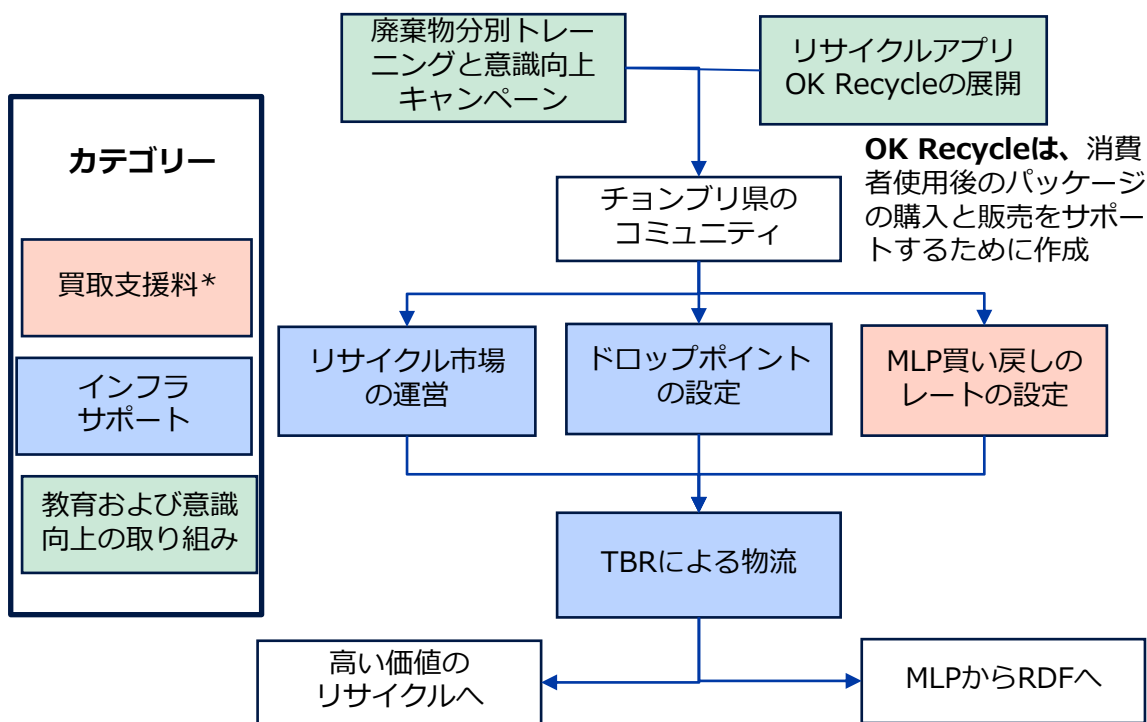 廃棄物分別トレー
ニングと意識向上
キャンペーン
リサイクルアプリ
OK Recycleの展開
カテゴリー
買取支援料*
インフラ
サポート
教育および意識
向上の取り組み
OK Recycleは、消費
者使用後のパッケージ
の購入と販売をサポー
トするために作成
チョンブリ県の
コミュニティ
リサイクル市場
の運営
ドロップポイント
の設定
MLP買い戻しの
レートの設定
TBRによる物流
高い価値の
リサイクルへ
MLPからRDFへ